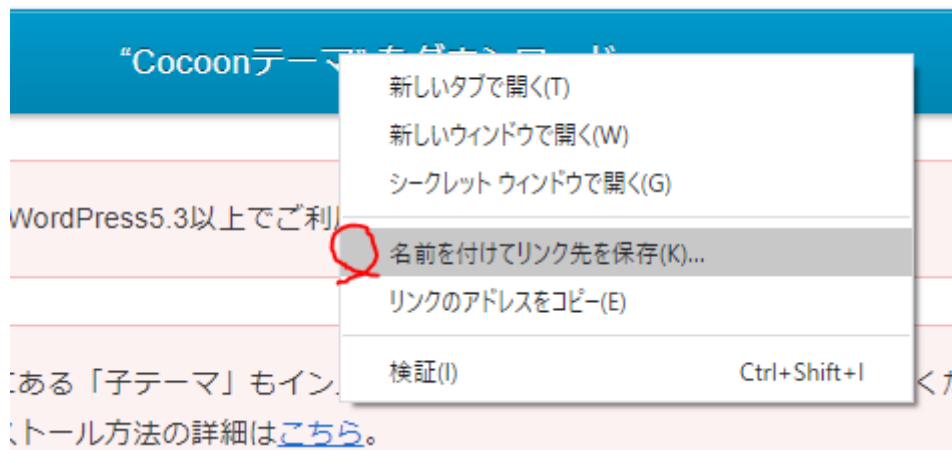 “Cocoonテーマ” をダウンロード
新しいタブで開く(T)
新しいウィンドウで開く(W)
シークレット ウィンドウで開く(G)
WordPress5.3以上でご利
名前を付けてリンク先を保存(K)...
リンクのアドレスをコピー(E)
検証(I) Ctrl+Shift+I
ある「子テーマ」もイン くだ
ストール方法の詳細はこちら。